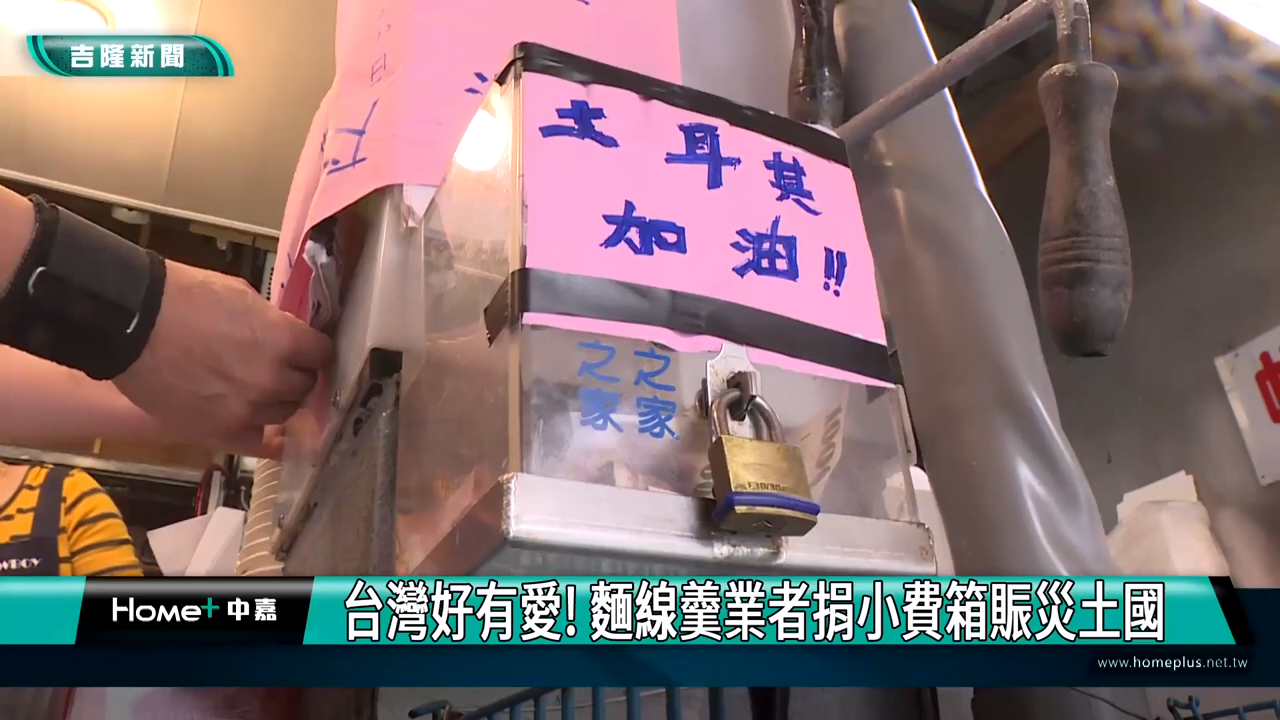 吉隆新聞
土耳其
加油!!
之家
之家
WBOY
Home+ 中嘉
台灣好有愛! 麵線羹業者捐小費箱賑災土國
www.homeplus.net.tw